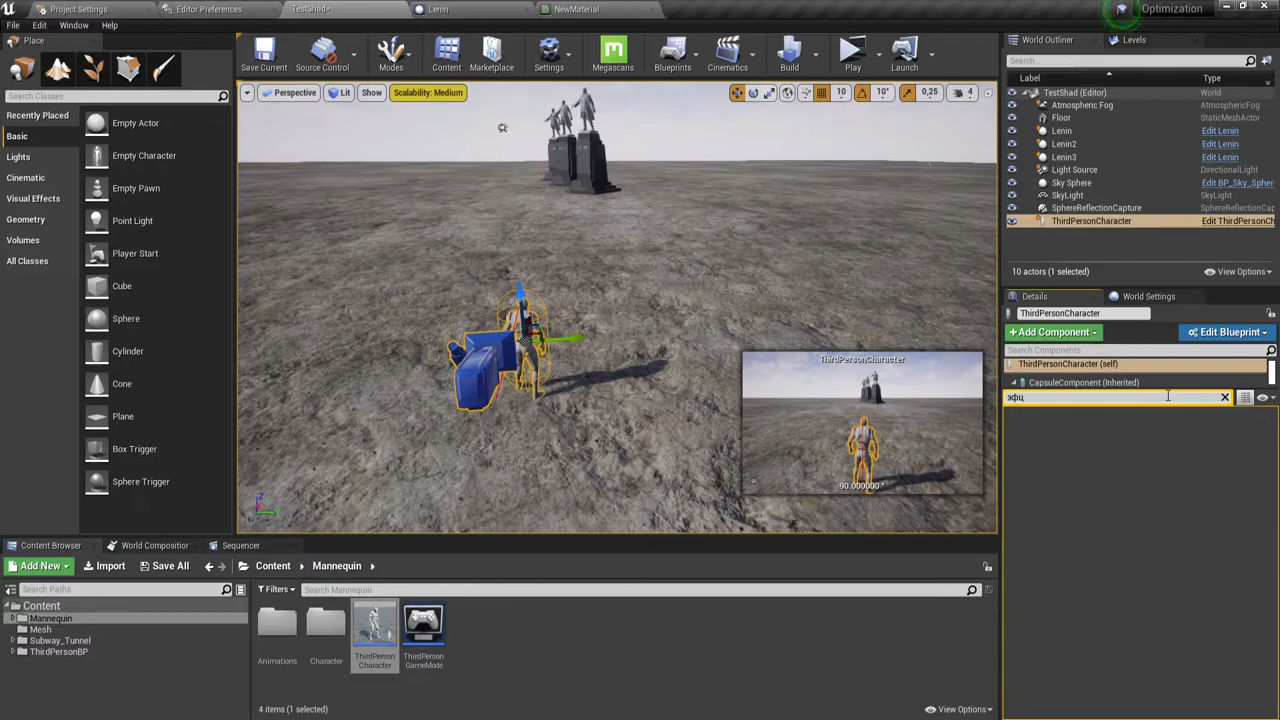 Project Settings
Editor Preferences
TestShad•
Lenin
NewMaterial
Optimization
File
Edit
Window
Help
Place
Search Classes
Recently Placed
Basic
Lights
Cinematic
Visual Effects
Geometry
Volumes
All Classes
Empty Actor
Empty Character
Empty Pawn
Point Light
Player Start
Cube
Sphere
Cylinder
Cone
Plane
Box Trigger
Sphere Trigger
Save Current
Source Control
Modes
Content
Marketplace
Settings
Megascans
Blueprints
Cinematics
Build
Play
Launch
Perspective
Lit
Show
Scalability: Medium
10
10°
0,25
4
ThirdPersonCharacter
90.000000 °
World Outliner
Levels
Search...
Label
Type
TestShad (Editor)
World
Atmospheric Fog
AtmosphericFog
Floor
StaticMeshActor
Lenin
Edit Lenin
Lenin2
Edit Lenin
Lenin3
Edit Lenin
Light Source
DirectionalLight
Sky Sphere
Edit BP_Sky_Spher
SkyLight
SkyLight
SphereReflectionCapture
SphereReflectionCap
ThirdPersonCharacter
Edit ThirdPersonCh
10 actors (1 selected)
View Options
Details
World Settings
ThirdPersonCharacter
+Add Component
Edit Blueprint
Search Components
ThirdPersonCharacter (self)
CapsuleComponent (Inherited)
зфц
Content Browser
World Compositior
Sequencer
Add New
Import
Save All
Content
Mannequin
Search Paths
Filters
Search Mannequin
Content
Mannequin
Mesh
Subway_Tunnel
ThirdPersonBP
Animations
Character
ThirdPerson
Character
ThirdPerson
GameMode
4 items (1 selected)
View Options